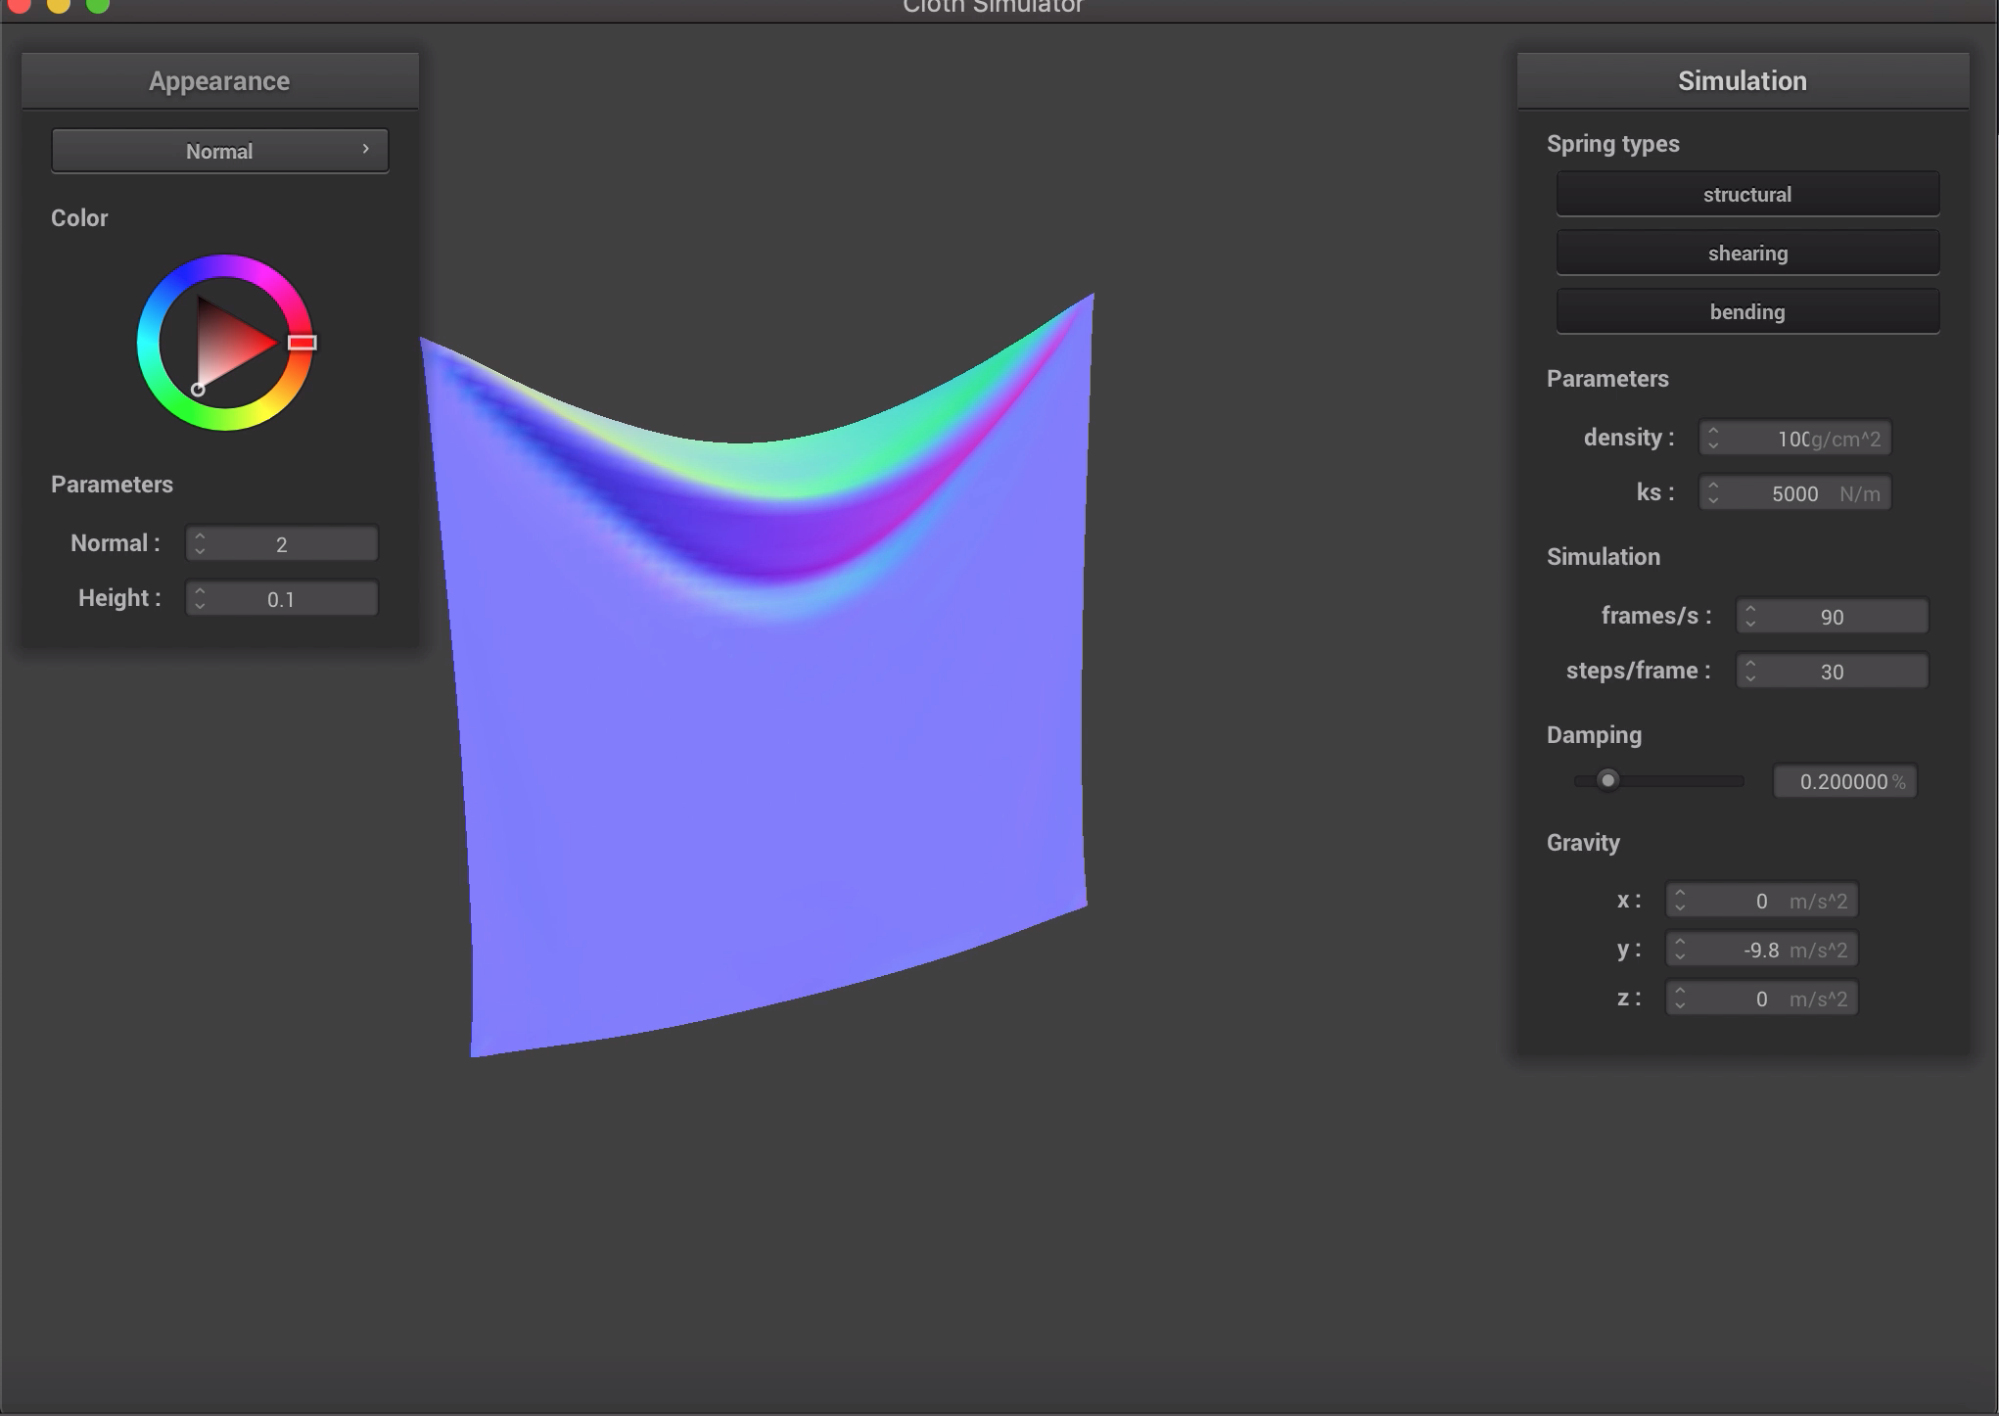 Cloth Simulator
Appearance
Normal
Color
Parameters
Normal : 2
Height : 0.1
Simulation
Spring types
structural
shearing
bending
Parameters
density : 100g/cm^2
ks : 5000 N/m
Simulation
frames/s : 90
steps/frame : 30
Damping
0.200000 %
Gravity
x : 0 m/s^2
y : -9.8 m/s^2
z : 0 m/s^2